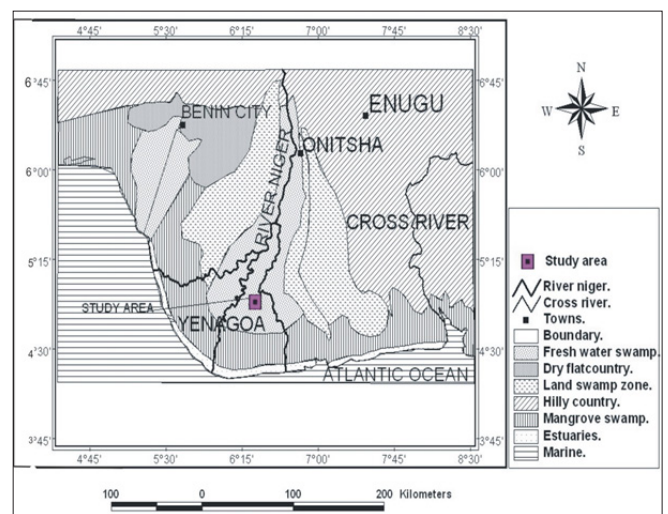 4°45' 5°30' 6°15' 7°00' 7°45' 8°30'
6°45' 6°45'
N
W E
S
BENIN CITY
ENUGU
ONITSHA
6°00' 6°00'
RIVER NIGER
CROSS RIVER
5°15' 5°15'
STUDY AREA
YENAGOA
4°30' 4°30'
ATLANTIC OCEAN
3°45' 3°45'
4°45' 5°30' 6°15' 7°00' 7°45' 8°30'
Study area
River niger.
Cross river.
Towns.
Boundary.
Fresh water swamp.
Dry flatcountry.
Land swamp zone.
Hilly country.
Mangrove swamp.
Estuaries.
Marine.
100 0 100 200 Kilometers